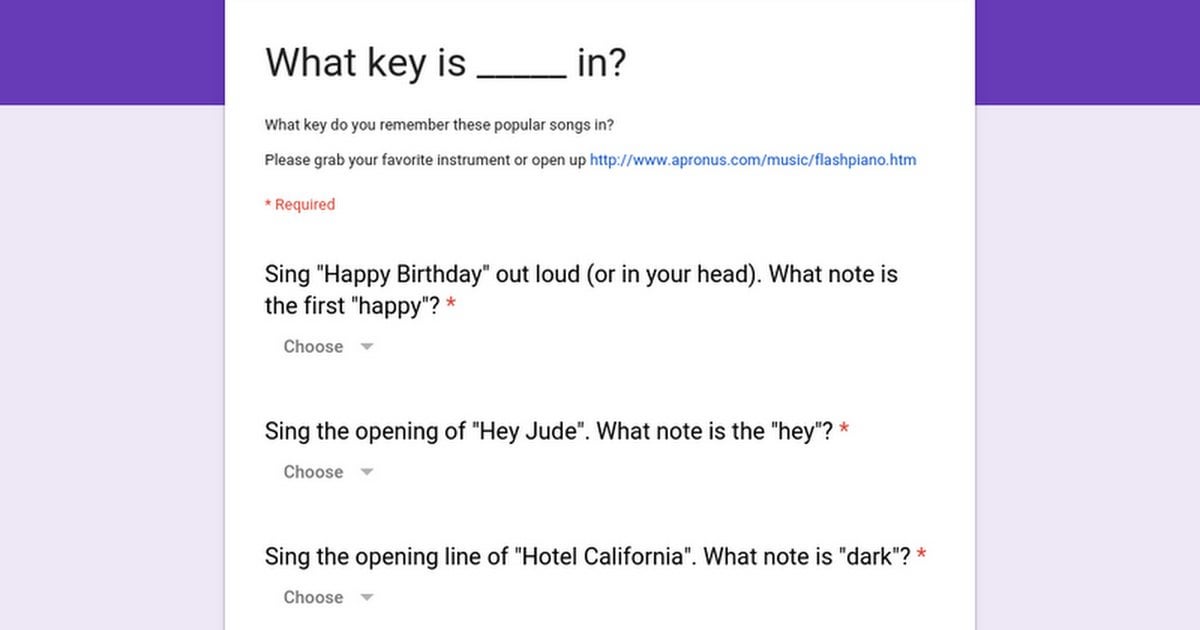 What key is _____ in?
What key do you remember these popular songs in?
Please grab your favorite instrument or open up http://www.apronus.com/music/flashpiano.htm
* Required
Sing "Happy Birthday" out loud (or in your head). What note is
the first "happy"? *
Choose
Sing the opening of "Hey Jude". What note is the "hey"? *
Choose
Sing the opening line of "Hotel California". What note is "dark"? *
Choose